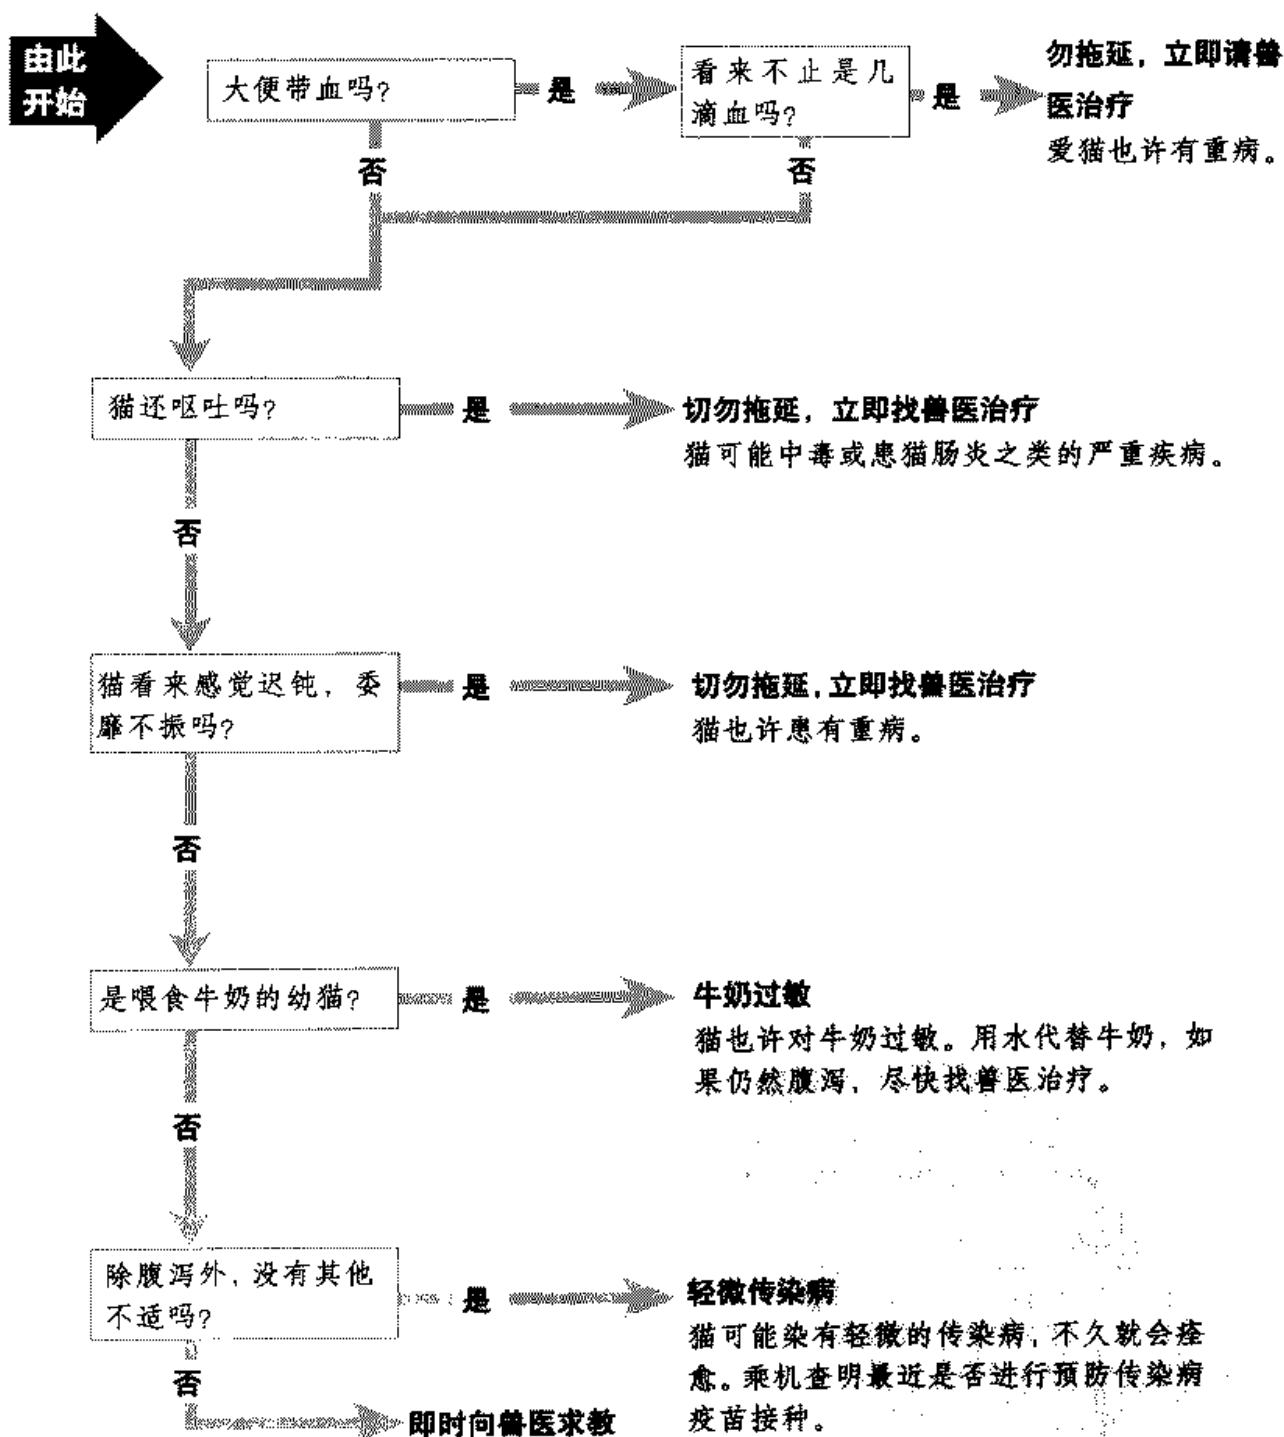 由此
开始
大便带血吗?
是
看来不止是几
滴血吗?
是
勿拖延，立即请兽
医治疗
爱猫也许有重病。
否
否
猫还呕吐吗?
是
切勿拖延，立即找兽医治疗
猫可能中毒或患猫肠炎之类的严重疾病。
否
猫看来感觉迟钝，委
靡不振吗?
是
切勿拖延，立即找兽医治疗
猫也许患有重病。
否
是喂食牛奶的幼猫?
是
牛奶过敏
猫也许对牛奶过敏。用水代替牛奶，如
果仍然腹泻，尽快找兽医治疗。
否
除腹泻外，没有其他
不适吗?
是
轻微传染病
猫可能染有轻微的传染病，不久就会痊
愈。乘机查明最近是否进行预防传染病
疫苗接种。
否
即时向兽医求教